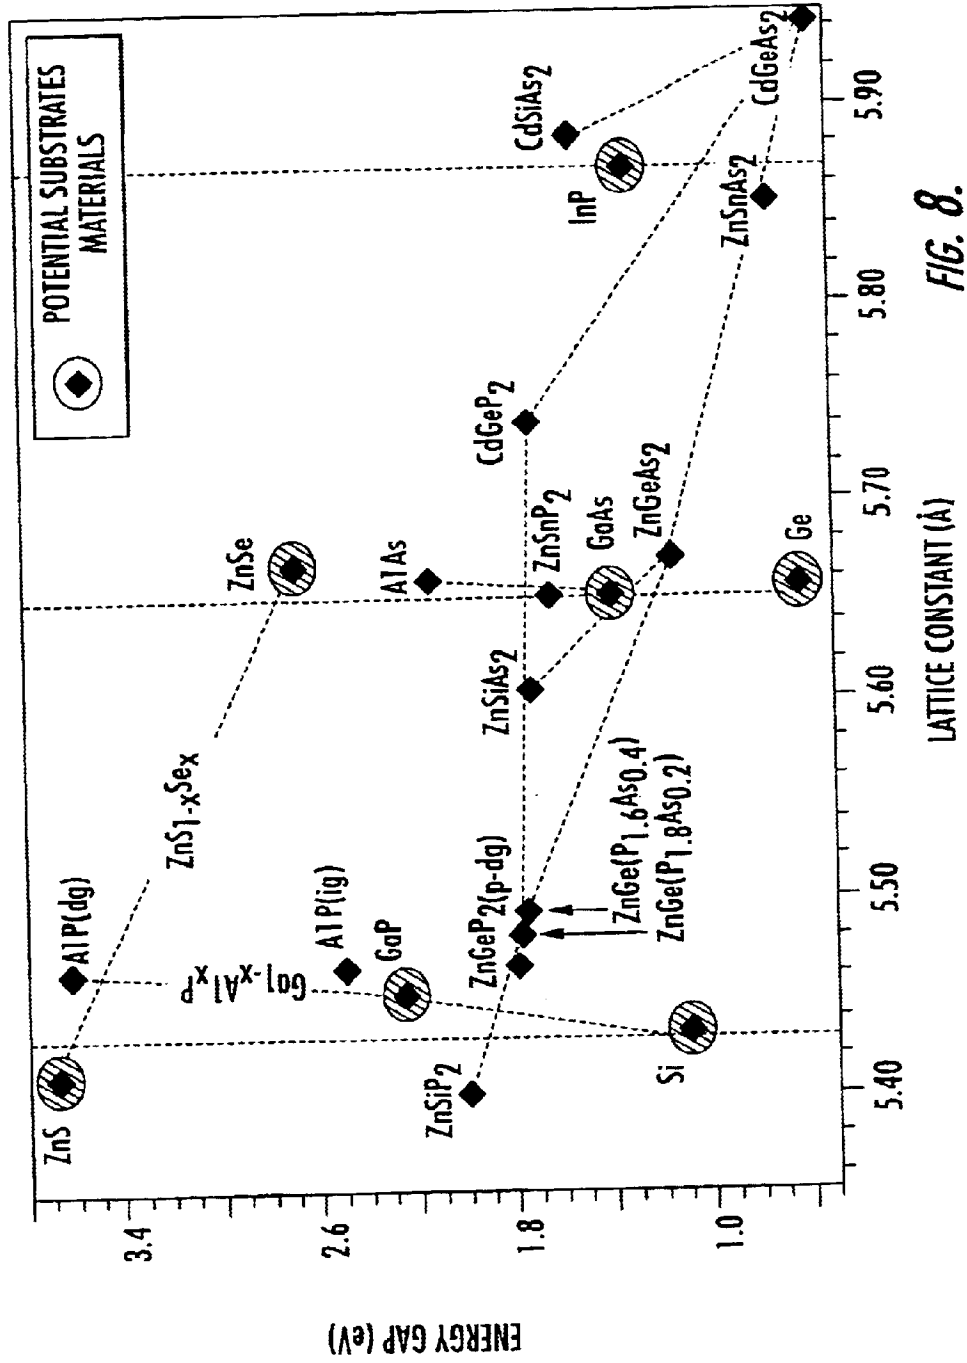 POTENTIAL SUBSTRATES
MATERIALS
ZnS
AlP(dg)
ZnS1-xSex
ZnSe
Ga1-xAlxP
AlP(ig)
GaP
AlAs
ZnSiP2
ZnGeP2(p-dg)
ZnSiAs2
ZnSnP2
CdGeP2
CdSiAs2
GaAs
InP
ZnGe(P1.6As0.4)
ZnGe(P1.8As0.2)
ZnGeAs2
Si
Ge
ZnSnAs2
CdGeAs2
3.4
2.6
1.8
1.0
ENERGY GAP (eV)
5.40
5.50
5.60
5.70
5.80
5.90
LATTICE CONSTANT (Å)
FIG. 8.